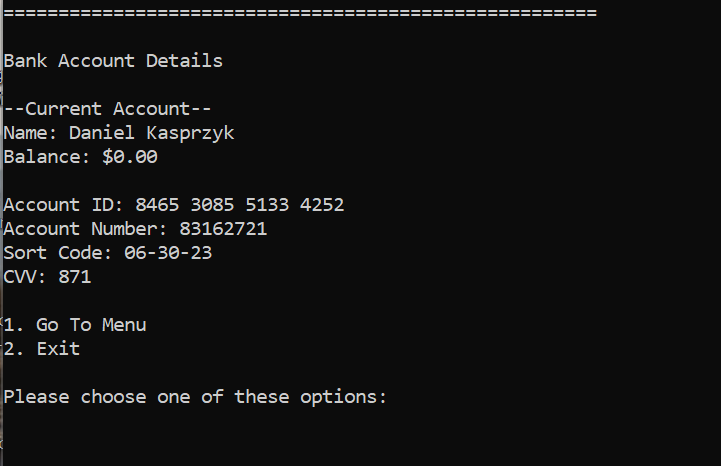 ======================================================
Bank Account Details
--Current Account--
Name: Daniel Kasprzyk
Balance: $0.00
Account ID: 8465 3085 5133 4252
Account Number: 83162721
Sort Code: 06-30-23
CVV: 871
1. Go To Menu
2. Exit
Please choose one of these options: